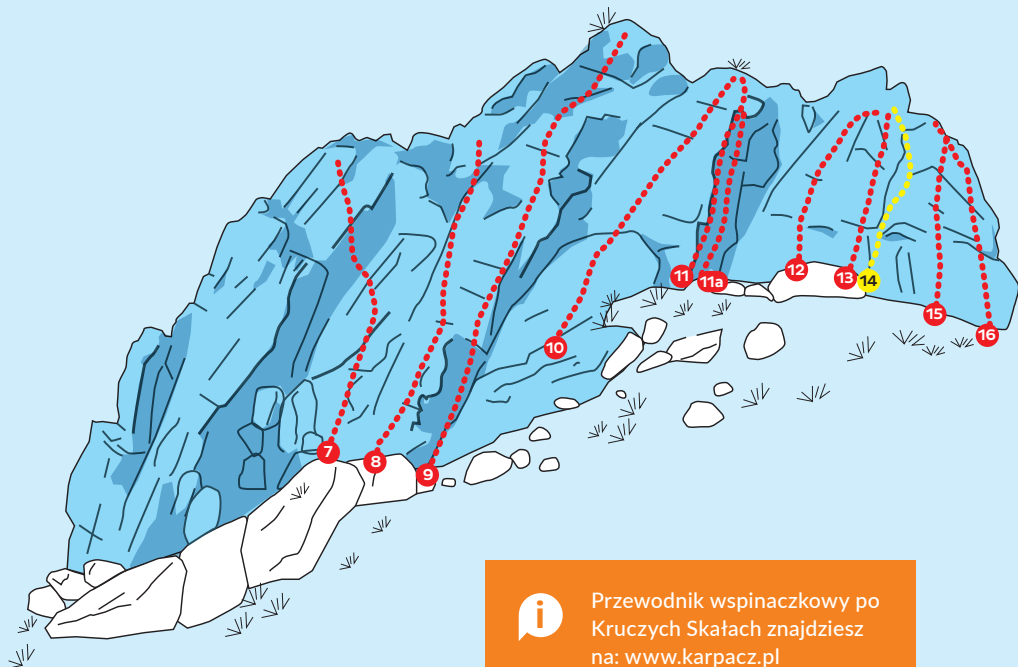 7
8
9
10
11
11a
12
13
14
15
16
i
Przewodnik wspinaczkowy po
Kruczych Skałach znajdziesz
na: www.karpacz.pl